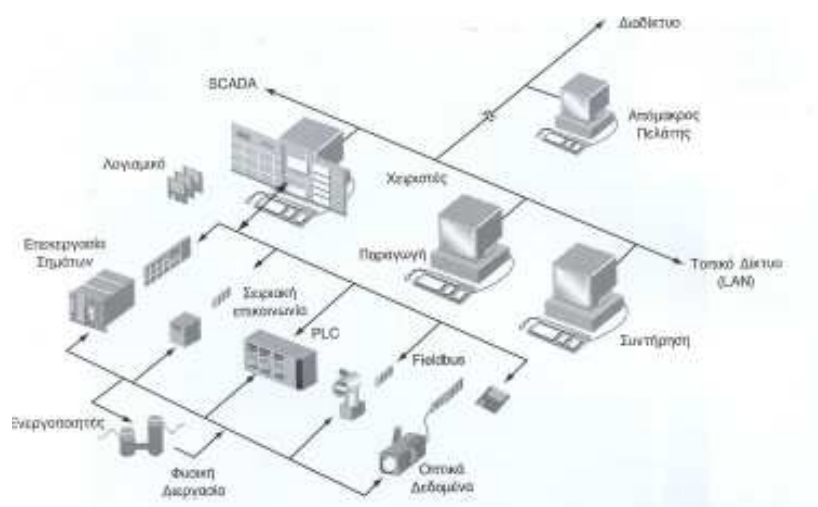 Διαδίκτυο
SCADA
Απόμακρος
Πελάτης
Λογισμικό
Χειριστές
Επεκεργασία
Σημάτων
Παραγωγή
Τοπικό Δίκτυο
(LAN)
Σειριακή
επικοινωνία
PLC
Συντήρηση
Fieldbus
Ενεργοποιητές
Φυσική
Διεργασία
Οπτικά
Δεδομένα